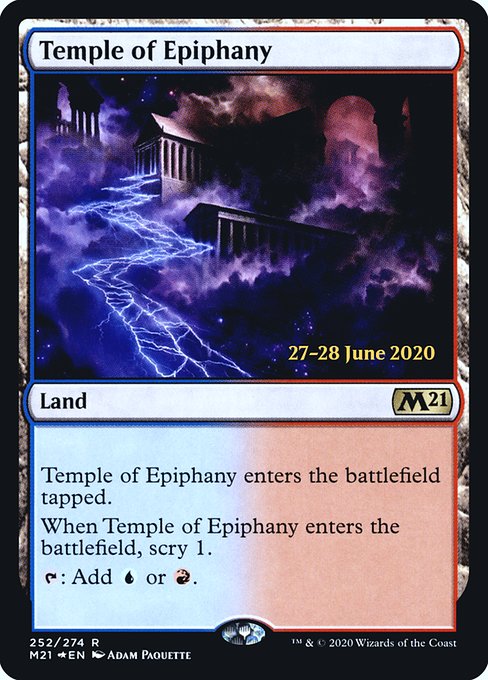 Temple of Epiphany
27–28 June 2020
Land
M21
Temple of Epiphany enters the battlefield
tapped.
When Temple of Epiphany enters the
battlefield, scry 1.
: Add or .
252/274 R
M21 ★ EN Adam Paquette
™ & © 2020 Wizards of the Coast